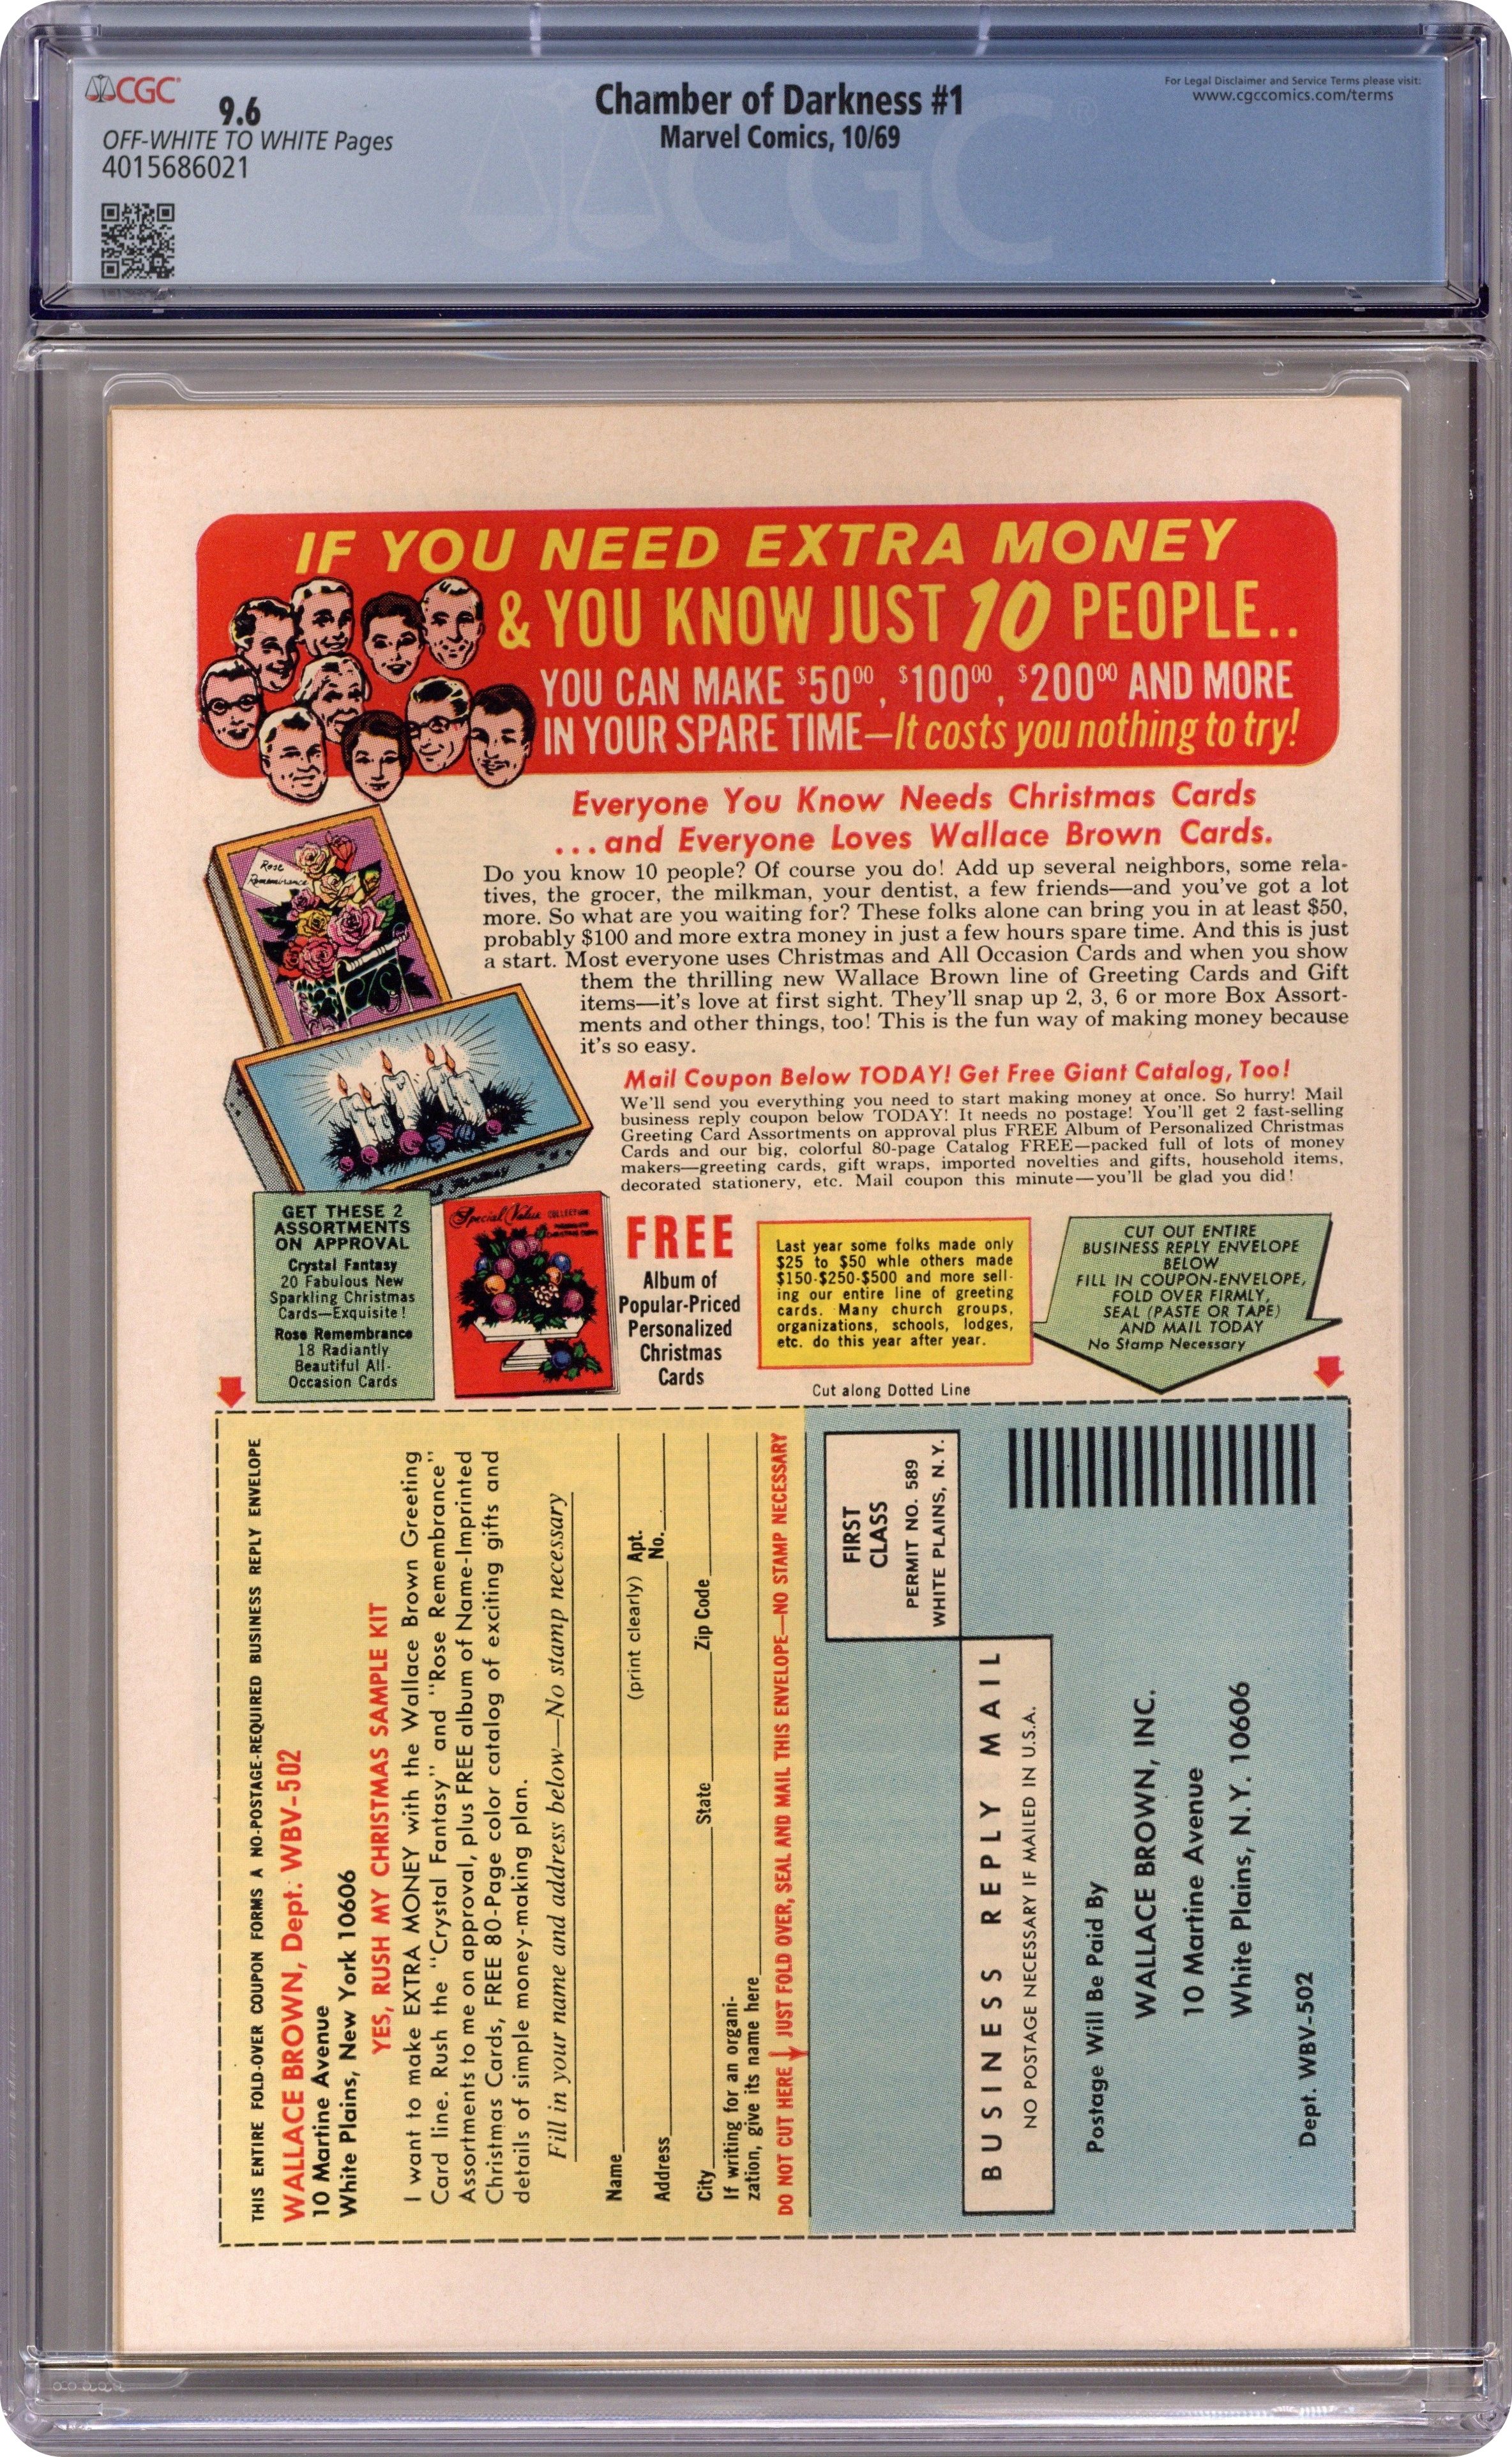 CGC
9.6
OFF-WHITE TO WHITE Pages
4015686021
Chamber of Darkness #1
Marvel Comics, 10/69
For Legal Disclaimer and Service Terms please visit:
www.cgccomics.com/terms
CGC
IF YOU NEED EXTRA MONEY
& YOU KNOW JUST 10 PEOPLE..
YOU CAN MAKE $50⁰⁰, $100⁰⁰, $200⁰⁰ AND MORE
IN YOUR SPARE TIME—It costs you nothing to try!
Everyone You Know Needs Christmas Cards
...and Everyone Loves Wallace Brown Cards.
Do you know 10 people? Of course you do! Add up several neighbors, some rela-
tives, the grocer, the milkman, your dentist, a few friends—and you've got a lot
more. So what are you waiting for? These folks alone can bring you in at least $50,
probably $100 and more extra money in just a few hours spare time. And this is just
a start. Most everyone uses Christmas and All Occasion Cards and when you show
them the thrilling new Wallace Brown line of Greeting Cards and Gift
items—it's love at first sight. They'll snap up 2, 3, 6 or more Box Assort-
ments and other things, too! This is the fun way of making money because
it's so easy.
Rose
Remembrance
Mail Coupon Below TODAY! Get Free Giant Catalog, Too!
We'll send you everything you need to start making money at once. So hurry! Mail
business reply coupon below TODAY! It needs no postage! You'll get 2 fast-selling
Greeting Card Assortments on approval plus FREE Album of Personalized Christmas
Cards and our big, colorful 80-page Catalog FREE—packed full of lots of money
makers—greeting cards, gift wraps, imported novelties and gifts, household items,
decorated stationery, etc. Mail coupon this minute—you'll be glad you did!
GET THESE 2
ASSORTMENTS
ON APPROVAL
Crystal Fantasy
20 Fabulous New
Sparkling Christmas
Cards—Exquisite!
Rose Remembrance
18 Radiantly
Beautiful All-
Occasion Cards
Special Value COLLECTION
FREE
Album of
Popular-Priced
Personalized
Christmas
Cards
Last year some folks made only
$25 to $50 whle others made
$150-$250-$500 and more sell-
ing our entire line of greeting
cards. Many church groups,
organizations, schools, lodges,
etc. do this year after year.
CUT OUT ENTIRE
BUSINESS REPLY ENVELOPE
BELOW
FILL IN COUPON-ENVELOPE,
FOLD OVER FIRMLY,
SEAL (PASTE OR TAPE)
AND MAIL TODAY
No Stamp Necessary
Cut along Dotted Line
THIS ENTIRE FOLD-OVER COUPON FORMS A NO-POSTAGE-REQUIRED BUSINESS REPLY ENVELOPE
WALLACE BROWN, Dept. WBV-502
10 Martine Avenue
White Plains, New York 10606
YES, RUSH MY CHRISTMAS SAMPLE KIT
I want to make EXTRA MONEY with the Wallace Brown Greeting
Card line. Rush the "Crystal Fantasy" and "Rose Remembrance"
Assortments to me on approval, plus FREE album of Name-Imprinted
Christmas Cards, FREE 80-Page color catalog of exciting gifts and
details of simple money-making plan.
Fill in your name and address below—No stamp necessary
Name
(print clearly)
Address Apt. No.
City State Zip Code
If writing for an organi-
zation, give its name here
DO NOT CUT HERE JUST FOLD OVER, SEAL AND MAIL THIS ENVELOPE—NO STAMP NECESSARY
FIRST
CLASS
PERMIT NO. 589
WHITE PLAINS, N.Y.
BUSINESS REPLY MAIL
NO POSTAGE NECESSARY IF MAILED IN U.S.A.
Postage Will Be Paid By
WALLACE BROWN, INC.
10 Martine Avenue
White Plains, N.Y. 10606
Dept. WBV-502